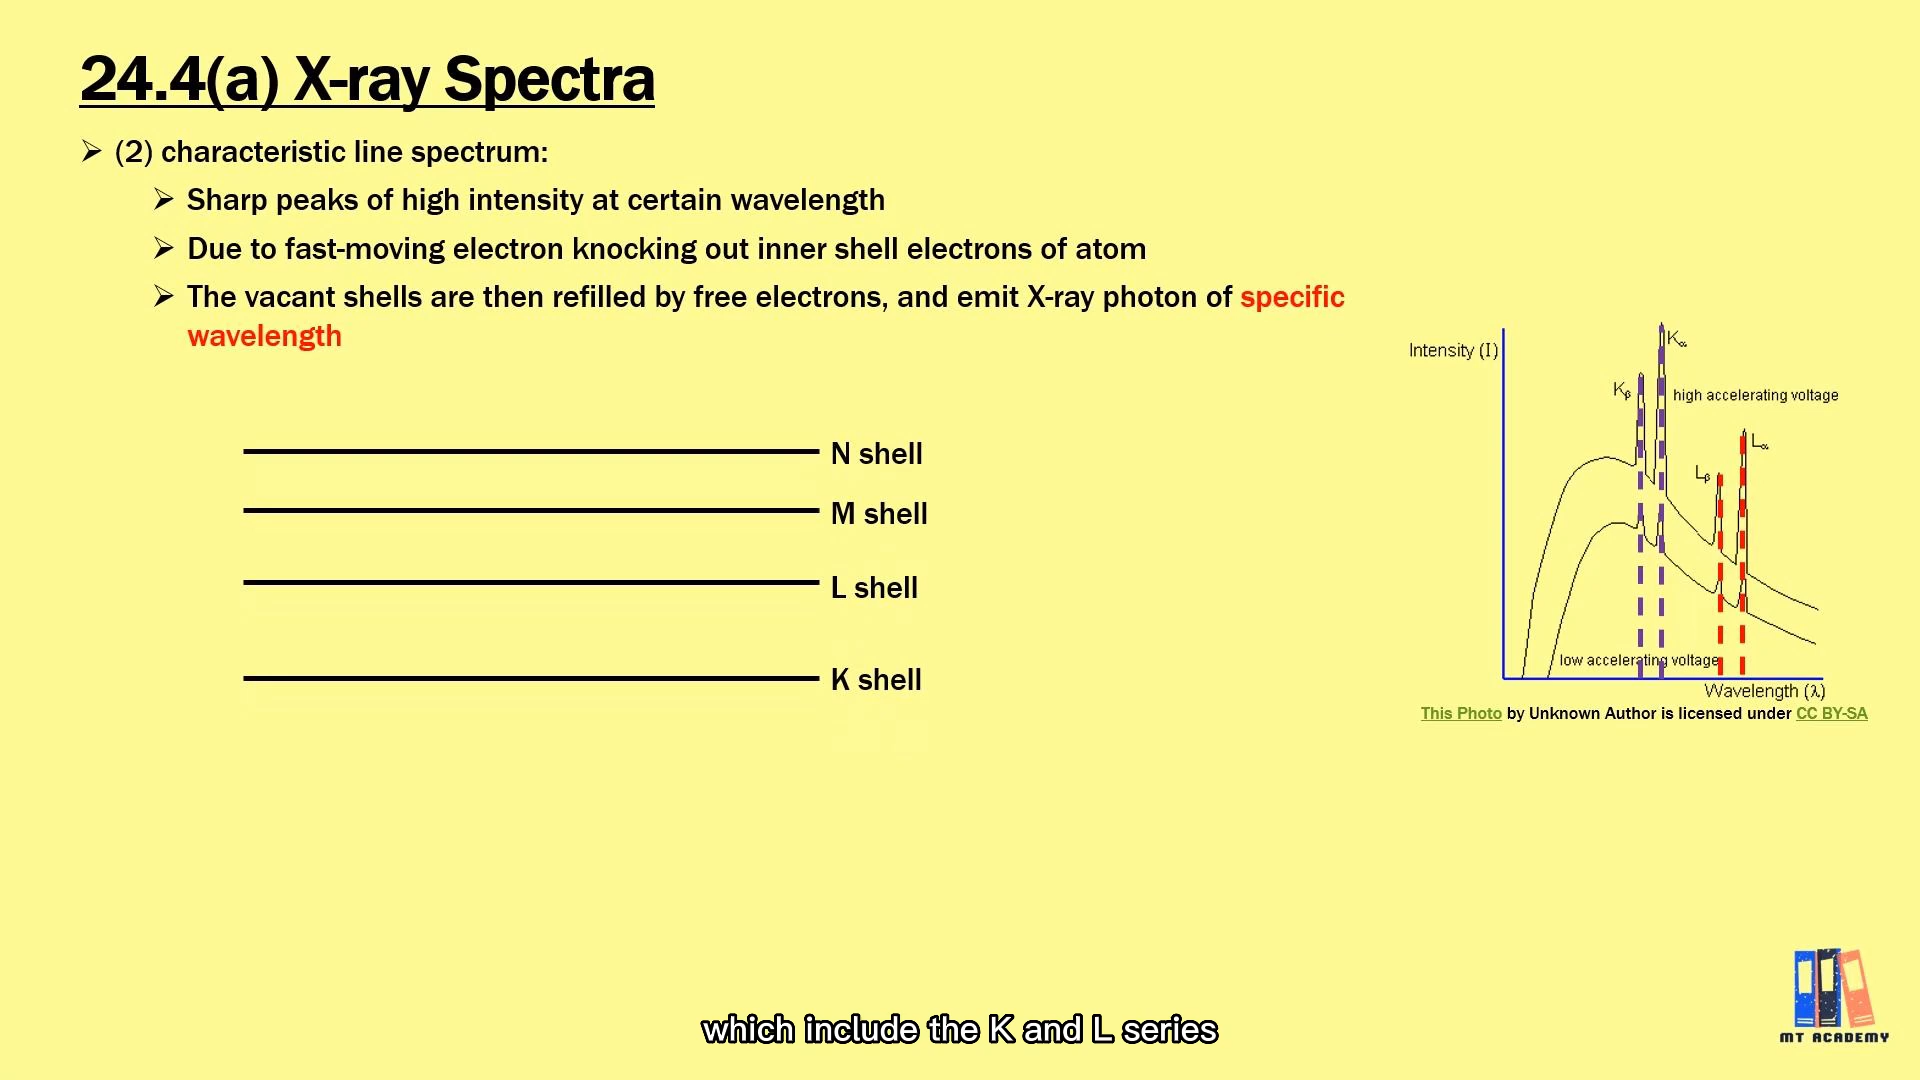 24.4(a) X-ray Spectra
➢ (2) characteristic line spectrum:
➢ Sharp peaks of high intensity at certain wavelength
➢ Due to fast-moving electron knocking out inner shell electrons of atom
➢ The vacant shells are then refilled by free electrons, and emit X-ray photon of specific
wavelength
N shell
M shell
L shell
K shell
Intensity (I)
Kα
Kβ
high accelerating voltage
Lα
Lβ
low accelerating voltage
Wavelength (λ)
This Photo by Unknown Author is licensed under CC BY-SA
which include the K and L series
MT ACADEMY